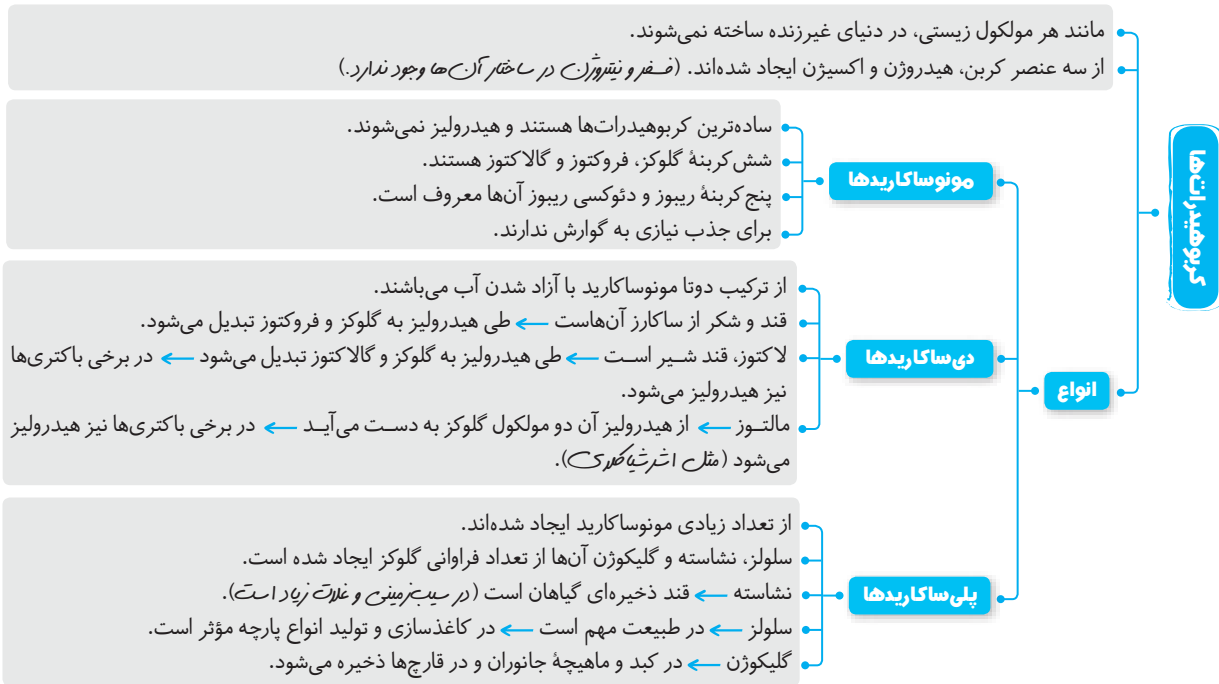 کربوهیدرات‌ها
مانند هر مولکول زیستی، در دنیای غیرزنده ساخته نمی‌شوند.
از سه عنصر کربن، هیدروژن و اکسیژن ایجاد شده‌اند. (فسفر و نیتروژن در ساختار آن‌ها وجود ندارد.)
انواع
مونوساکاریدها
ساده‌ترین کربوهیدرات‌ها هستند و هیدرولیز نمی‌شوند.
شش‌کربنهٔ گلوکز، فروکتوز و گالاکتوز هستند.
پنج‌کربنهٔ ریبوز و دئوکسی ریبوز آن‌ها معروف است.
برای جذب نیازی به گوارش ندارند.
دی‌ساکاریدها
از ترکیب دوتا مونوساکارید با آزاد شدن آب می‌باشند.
قند و شکر از ساکارز آن‌هاست ← طی هیدرولیز به گلوکز و فروکتوز تبدیل می‌شود.
لاکتوز، قند شیر است ← طی هیدرولیز به گلوکز و گالاکتوز تبدیل می‌شود ← در برخی باکتری‌ها
نیز هیدرولیز می‌شود.
مالتوز ← از هیدرولیز آن دو مولکول گلوکز به دست می‌آید ← در برخی باکتری‌ها نیز هیدرولیز
می‌شود (مثل اشرشیاکلای).
پلی‌ساکاریدها
از تعداد زیادی مونوساکارید ایجاد شده‌اند.
سلولز، نشاسته و گلیکوژن آن‌ها از تعداد فراوانی گلوکز ایجاد شده است.
نشاسته ← قند ذخیره‌ای گیاهان است (در سیب‌زمینی و غلات زیاد است).
سلولز ← در طبیعت مهم است ← در کاغذسازی و تولید انواع پارچه مؤثر است.
گلیکوژن ← در کبد و ماهیچهٔ جانوران و در قارچ‌ها ذخیره می‌شود.